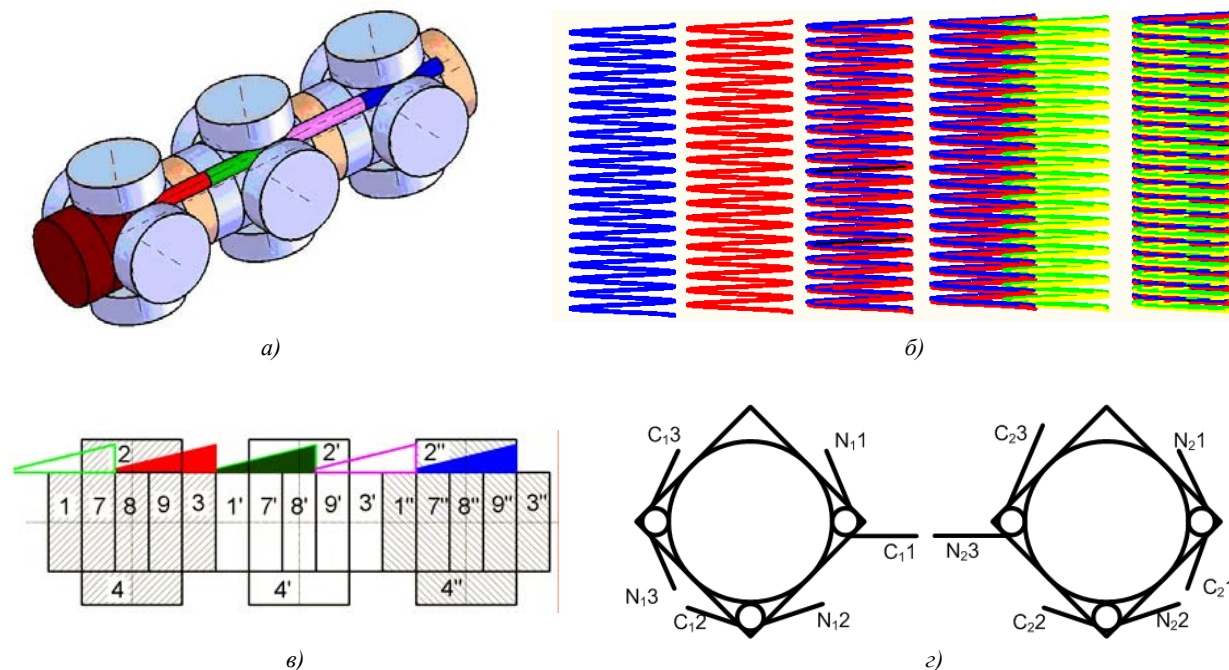 а)
б)
2
2'
2"
1 7 8 9 3 1' 7' 8' 9' 3' 1" 7" 8" 9" 3"
4
4'
4"
в)
C₁3
N₁1
C₂3
N₂1
C₁1
N₂3
N₁3
C₁2
N₁2
C₂2
N₂2
C₂1
г)